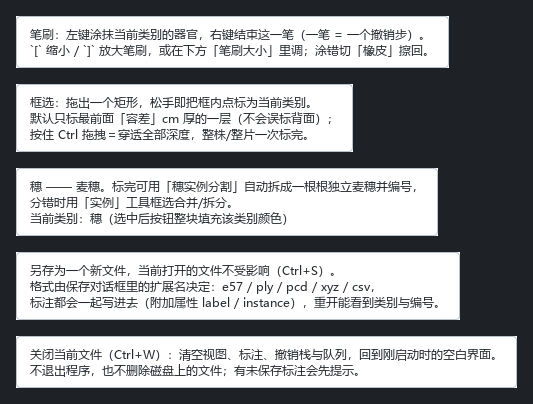 笔刷：左键涂抹当前类别的器官，右键结束这一笔（一笔 = 一个撤销步）。
`[` 缩小 / `]` 放大笔刷，或在下方「笔刷大小」里调；涂错切「橡皮」擦回。
框选：拖出一个矩形，松手即把框内点标为当前类别。
默认只标最前面「容差」cm 厚的一层（不会误标背面）；
按住 Ctrl 拖拽＝穿透全部深度，整株/整片一次标完。
穗 —— 麦穗。标完可用「穗实例分割」自动拆成一根根独立麦穗并编号，
分错时用「实例」工具框选合并/拆分。
当前类别：穗（选中后按钮整块填充该类别颜色）
另存为一个新文件，当前打开的文件不受影响（Ctrl+S）。
格式由保存对话框里的扩展名决定：e57 / ply / pcd / xyz / csv，
标注都会一起写进去（附加属性 label / instance），重开能看到类别与编号。
关闭当前文件（Ctrl+W）：清空视图、标注、撤销栈与队列，回到刚启动时的空白界面。
不退出程序，也不删除磁盘上的文件；有未保存标注会先提示。